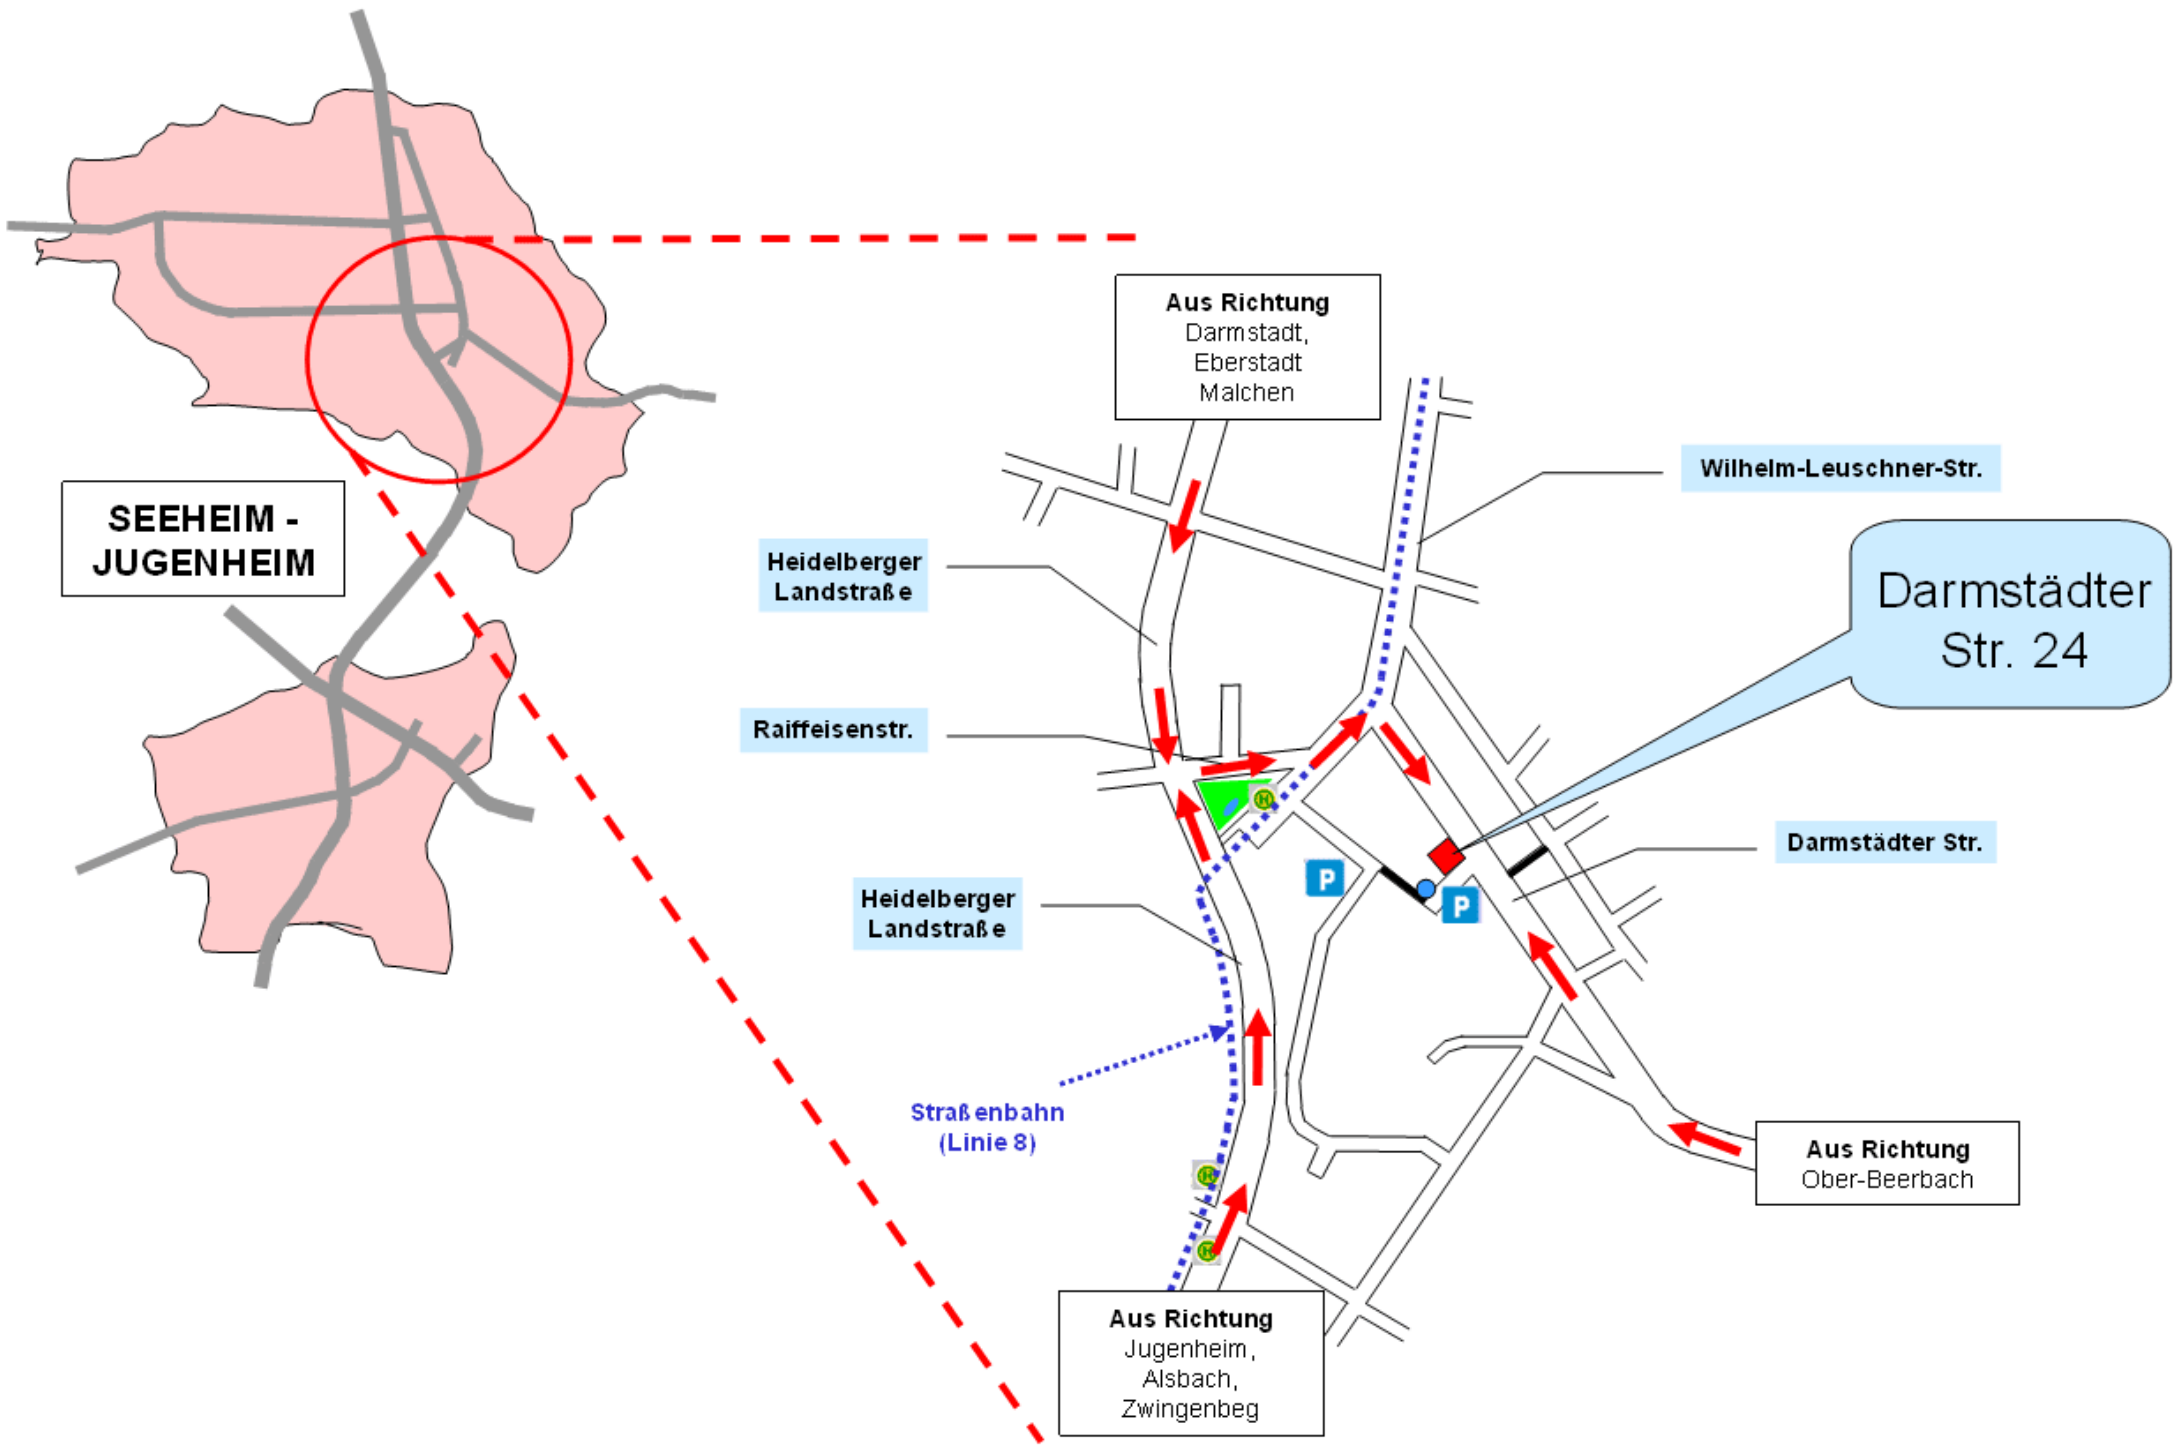 Aus Richtung
Darmstadt,
Eberstadt
Malchen
Wilhelm-Leuschner-Str.
SEEHEIM -
JUGENHEIM
Heidelberger
Landstraße
Darmstädter
Str. 24
Raiffeisenstr.
H
Darmstädter Str.
P
P
Heidelberger
Landstraße
Straßenbahn
(Linie 8)
H
H
Aus Richtung
Ober-Beerbach
Aus Richtung
Jugenheim,
Alsbach,
Zwingenbeg